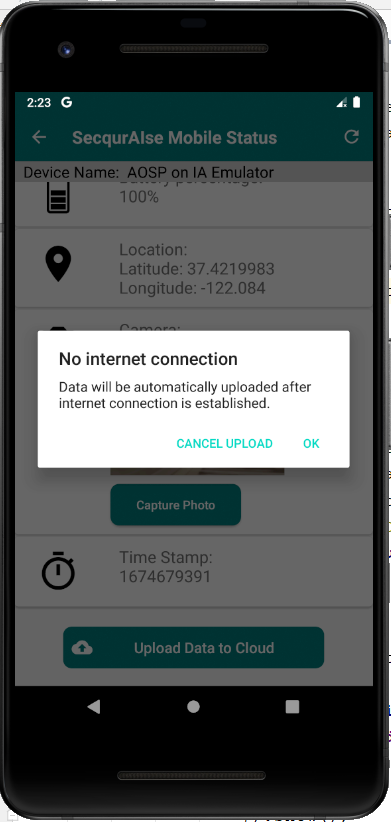 2:23 G
SecqurAIse Mobile Status
Device Name: AOSP on IA Emulator
Battery percentage:
100%
Location:
Latitude: 37.4219983
Longitude: -122.084
Camera:
No internet connection
Data will be automatically uploaded after
internet connection is established.
CANCEL UPLOAD OK
Capture Photo
Time Stamp:
1674679391
Upload Data to Cloud